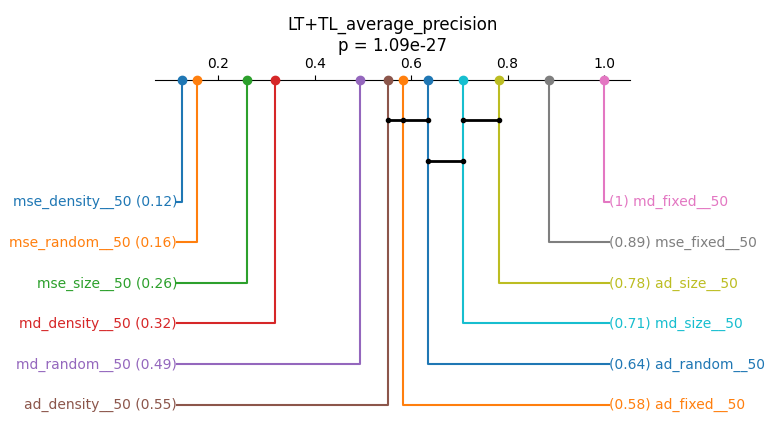 LT+TL_average_precision
p = 1.09e-27
0.2 0.4 0.6 0.8 1.0
mse_density__50 (0.12) (1) md_fixed__50
mse_random__50 (0.16) (0.89) mse_fixed__50
mse_size__50 (0.26) (0.78) ad_size__50
md_density__50 (0.32) (0.71) md_size__50
md_random__50 (0.49) (0.64) ad_random__50
ad_density__50 (0.55) (0.58) ad_fixed__50